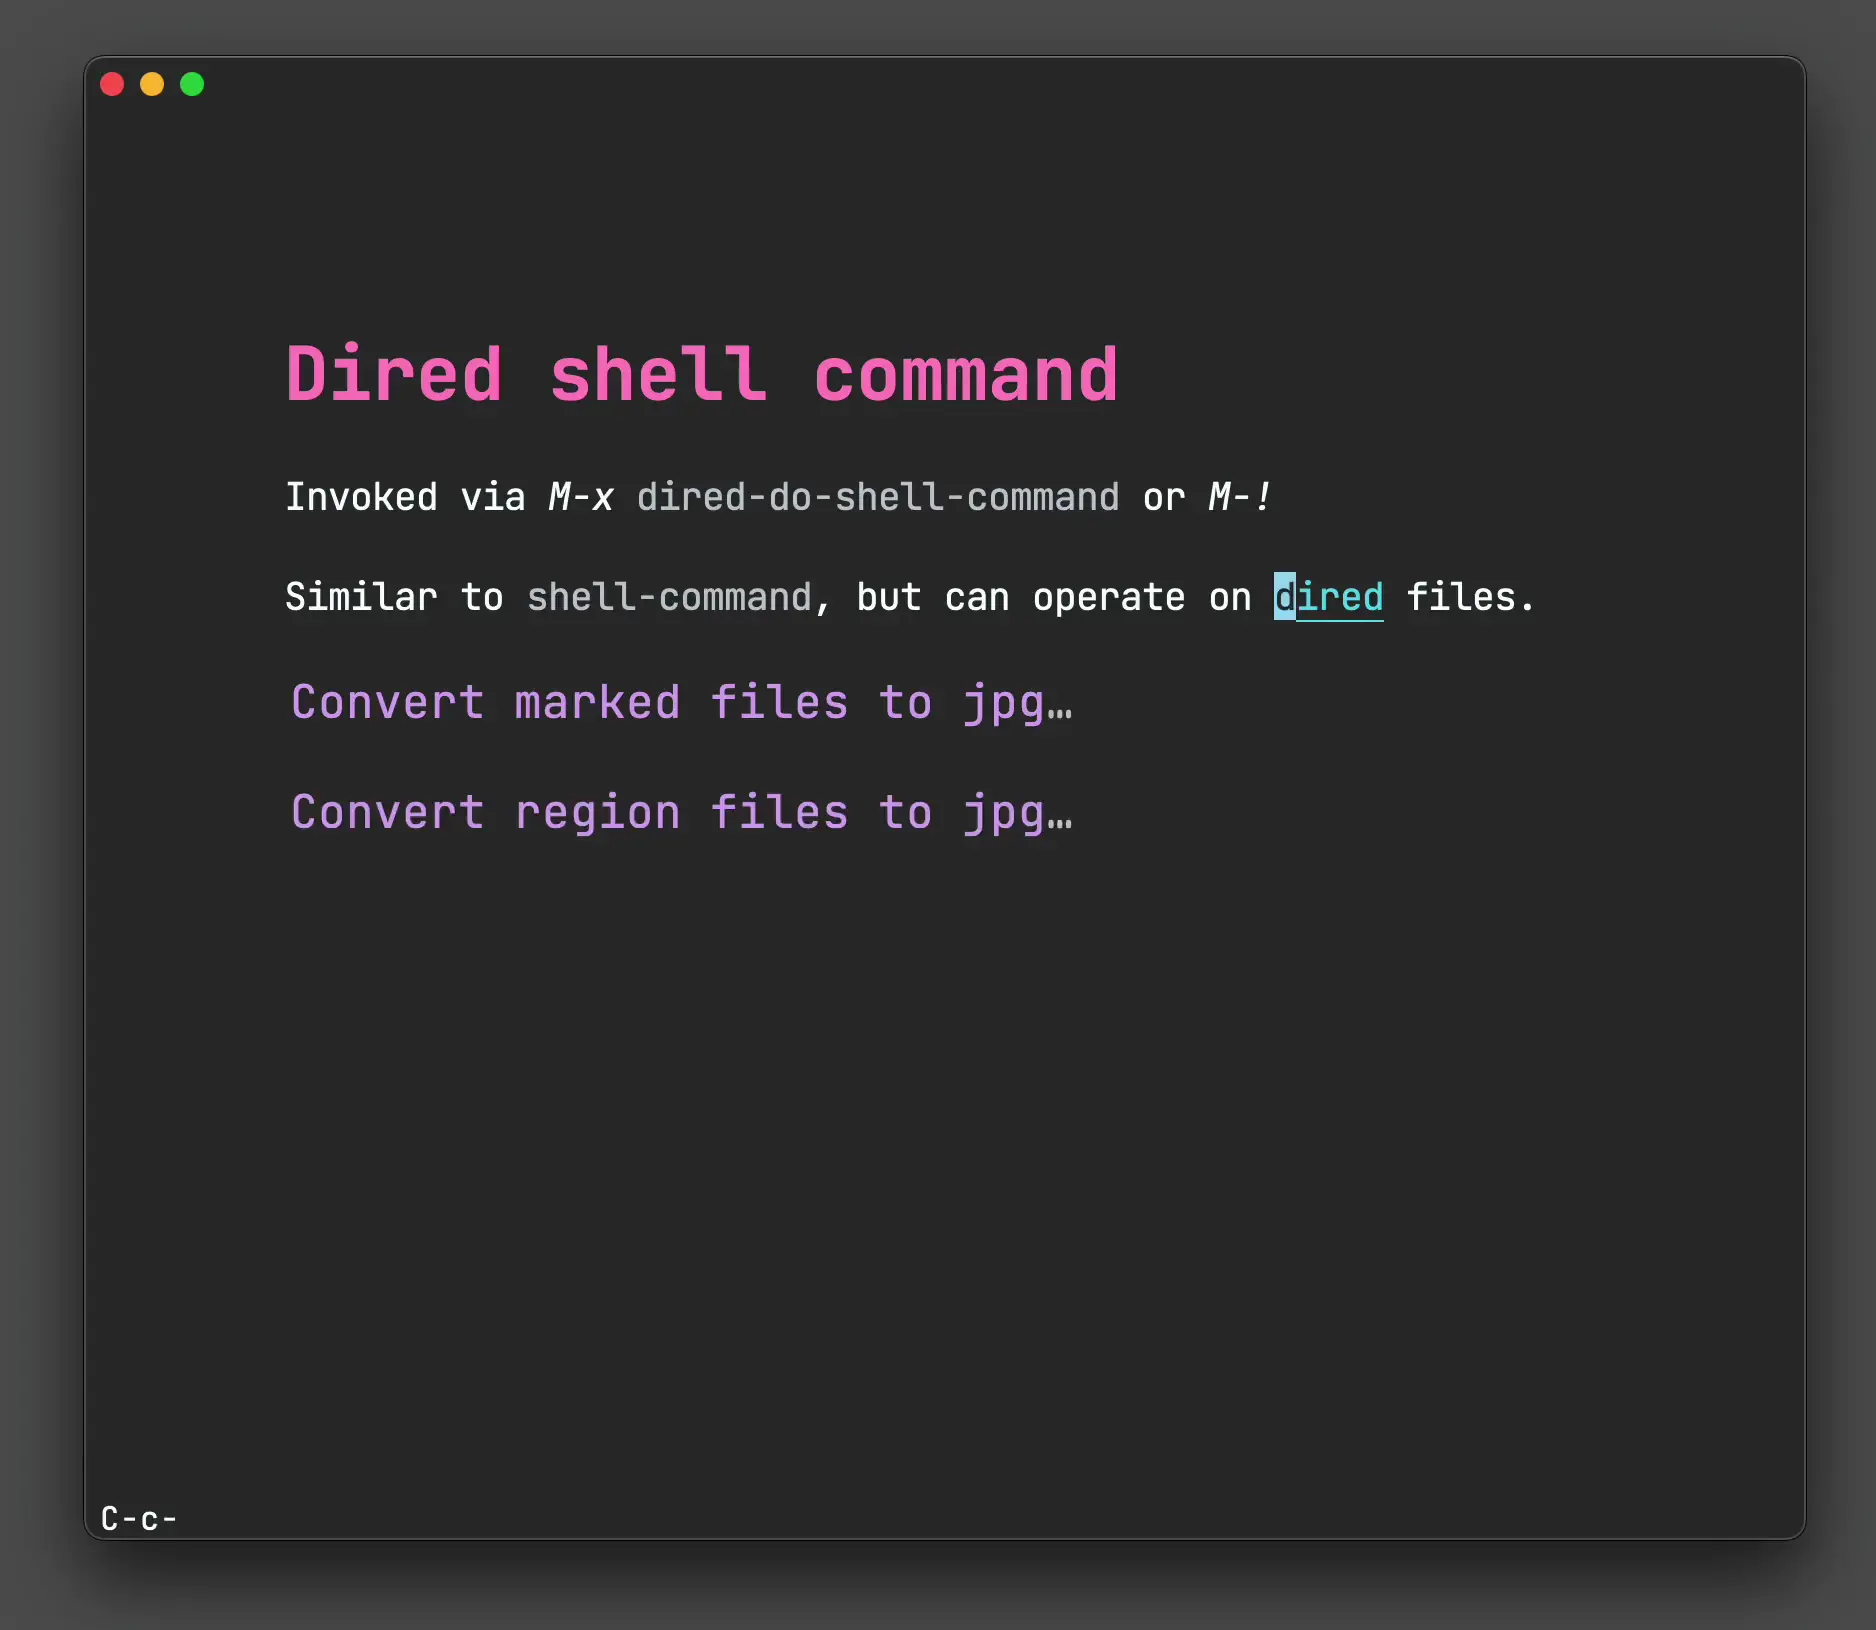 Dired shell command
Invoked via M-x dired-do-shell-command or M-!
Similar to shell-command, but can operate on dired files.
Convert marked files to jpg…
Convert region files to jpg…
C-c-